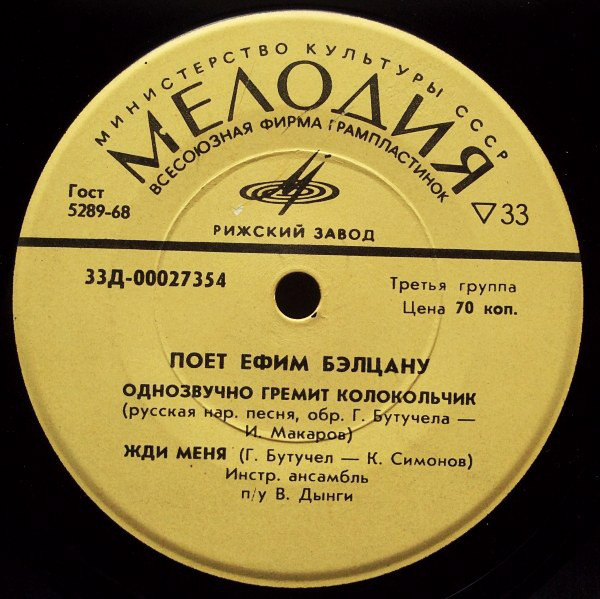 МИНИСТЕРСТВО КУЛЬТУРЫ СССР
МЕЛОДИЯ
ВСЕСОЮЗНАЯ ФИРМА ГРАМПЛАСТИНОК
Гост
5289-68
▽33
РИЖСКИЙ ЗАВОД
33Д-00027354
Третья группа
Цена 70 коп.
ПОЕТ ЕФИМ БЭЛЦАНУ
ОДНОЗВУЧНО ГРЕМИТ КОЛОКОЛЬЧИК
(русская нар. песня, обр. Г. Бутучела —
И. Макаров)
ЖДИ МЕНЯ (Г. Бутучел — К. Симонов)
Инстр. ансамбль
п/у В. Дынги